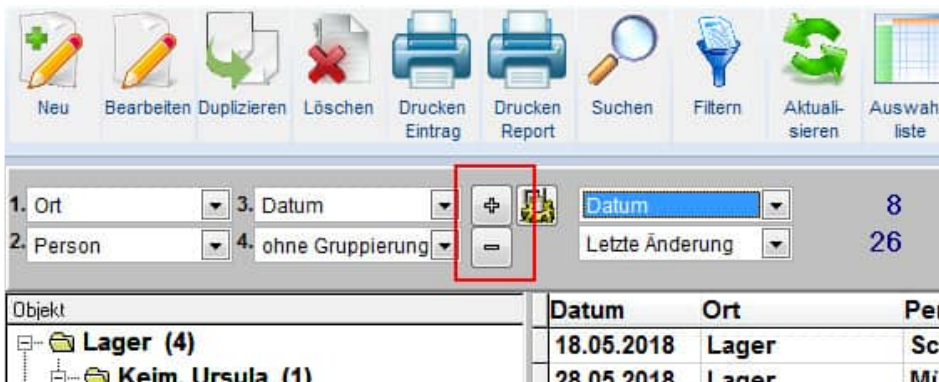 Neu Bearbeiten Duplizieren Löschen Drucken Eintrag Drucken Report Suchen Filtern Aktuali-sieren Auswah liste
1. Ort 3. Datum Datum 8
2. Person 4. ohne Gruppierung Letzte Änderung 26
Objekt Datum Ort Per
Lager (4) 18.05.2018 Lager Sc
Keim, Ursula (1) 28.05.2018 Lager Mü